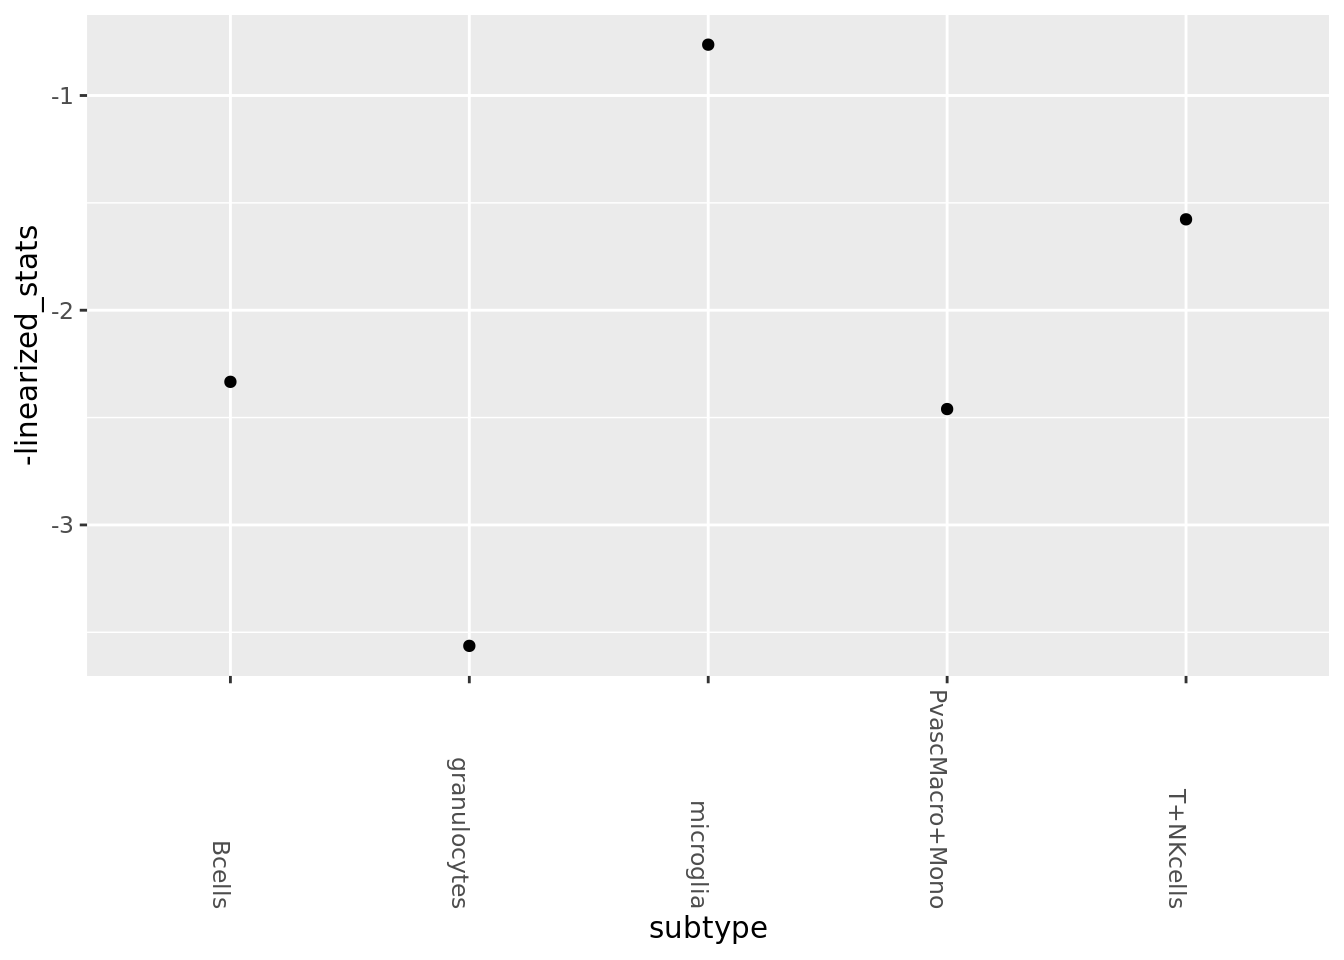 -linearized_stats
-1
-2
-3
Bcells
granulocytes
microglia
PvascMacro+Mono
T+NKcells
subtype